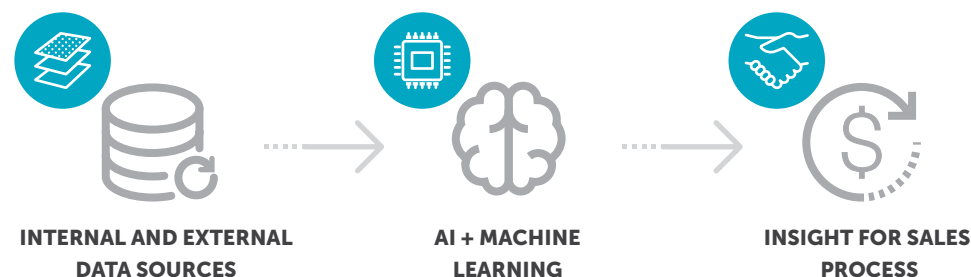 INTERNAL AND EXTERNAL
DATA SOURCES
AI + MACHINE
LEARNING
INSIGHT FOR SALES
PROCESS